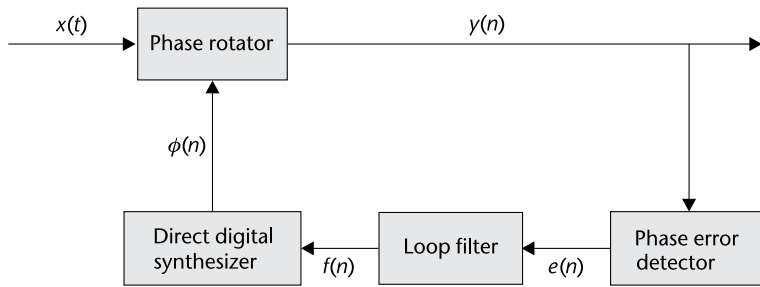 x(t)
Phase rotator
y(n)
ϕ(n)
Direct digital
synthesizer
f(n)
Loop filter
e(n)
Phase error
detector